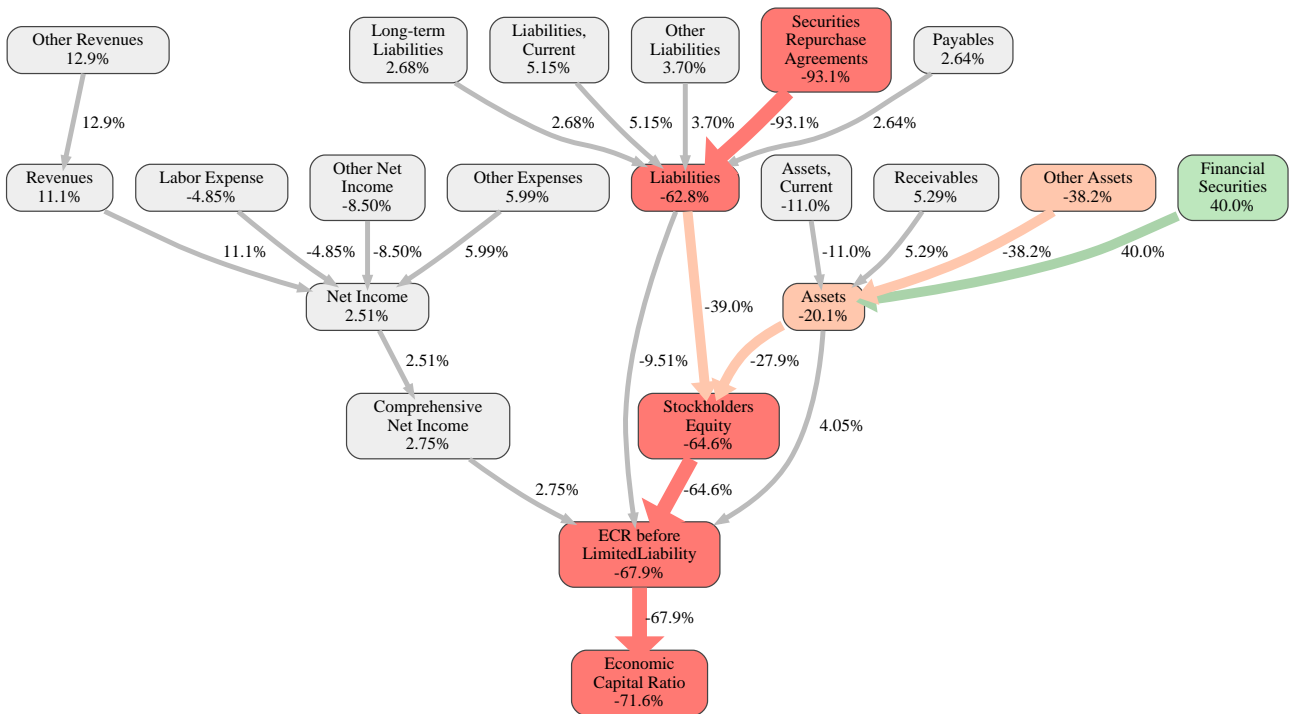 Other Revenues
12.9%
Long-term
Liabilities
2.68%
Liabilities,
Current
5.15%
Other
Liabilities
3.70%
Securities
Repurchase
Agreements
-93.1%
Payables
2.64%
12.9%
2.68%
5.15%
3.70%
-93.1%
2.64%
Revenues
11.1%
Labor Expense
-4.85%
Other Net
Income
-8.50%
Other Expenses
5.99%
Liabilities
-62.8%
Assets,
Current
-11.0%
Receivables
5.29%
Other Assets
-38.2%
Financial
Securities
40.0%
11.1%
-4.85%
-8.50%
5.99%
-11.0%
5.29%
-38.2%
40.0%
Net Income
2.51%
-39.0%
Assets
-20.1%
2.51%
-9.51%
-27.9%
Comprehensive
Net Income
2.75%
Stockholders
Equity
-64.6%
4.05%
2.75%
-64.6%
ECR before
LimitedLiability
-67.9%
-67.9%
Economic
Capital Ratio
-71.6%